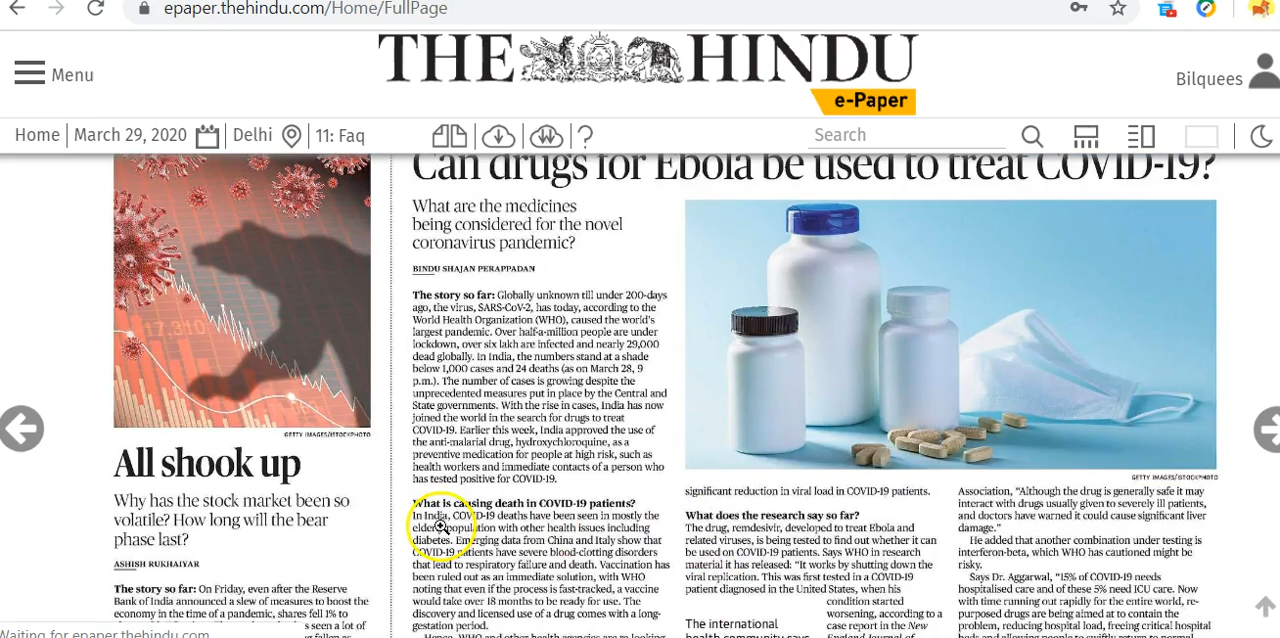 epaper.thehindu.com/Home/FullPage
Menu
THE HINDU
e-Paper
Bilquees
Home March 29, 2020 Delhi 11: Faq
Search
Can drugs for Ebola be used to treat COVID-19?
GETTY IMAGES/ISTOCKPHOTO
All shook up
Why has the stock market been so
volatile? How long will the bear
phase last?
ASHISH RUKHAIYAR
The story so far: On Friday, even after the Reserve
Bank of India announced a slew of measures to boost
the economy in the time of a pandemic, shares fell 1% to
s seen a lot of
Waiting for epaper.thehindu.com
What are the medicines
being considered for the novel
coronavirus pandemic?
BINDU SHAJAN PERAPPADAN
The story so far: Globally unknown till under 200-days
ago, the virus, SARS-CoV-2, has today, according to the
World Health Organization (WHO), caused the world's
largest pandemic. Over half-a-million people are under
lockdown, over six lakh are infected and nearly 29,000
dead globally. In India, the numbers stand at a shade
below 1,000 cases and 24 deaths (as on March 28, 9
p.m.). The number of cases is growing despite the
unprecedented measures put in place by the Central and
State governments. With the rise in cases, India has now
joined the world in the search for drugs to treat
COVID-19. Earlier this week, India approved the use of
the anti-malarial drug, hydroxychloroquine, as a
preventive medication for people at high risk, such as
health workers and immediate contacts of a person who
has tested positive for COVID-19.
What is causing death in COVID-19 patients?
In India, COVID-19 deaths have been seen in mostly the
elderly population with other health issues including
diabetes. Emerging data from China and Italy show that
COVID-19 patients have severe blood-clotting disorders
that lead to respiratory failure and death. Vaccination has
been ruled out as an immediate solution, with WHO
noting that even if the process is fast-tracked, a vaccine
would take over 18 months to be ready for use. The
discovery and licensed use of a drug comes with a long-
gestation period.
Hence, WHO and other health agencies are looking
GETTY IMAGES/ISTOCKPHOTO
significant reduction in viral load in COVID-19 patients.
What does the research say so far?
The drug, remdesivir, developed to treat Ebola and
related viruses, is being tested to find out whether it can
be used on COVID-19 patients. Says WHO in research
material it has released: "It works by shutting down the
viral replication. This was first tested in a COVID-19
patient diagnosed in the United States, when his
condition started
worsening, according to a
case report in the New
England Journal of
The international
health community says
Association, "Although the drug is generally safe it may
interact with drugs usually given to severely ill patients,
and doctors have warned it could cause significant liver
damage."
He added that another combination under testing is
interferon-beta, which WHO has cautioned might be
risky.
Says Dr. Aggarwal, "15% of COVID-19 needs
hospitalised care and of these 5% need ICU care. Now
with time running out rapidly for the entire world, re-
purposed drugs are being aimed at to contain the
problem, reducing hospital load, freeing critical hospital